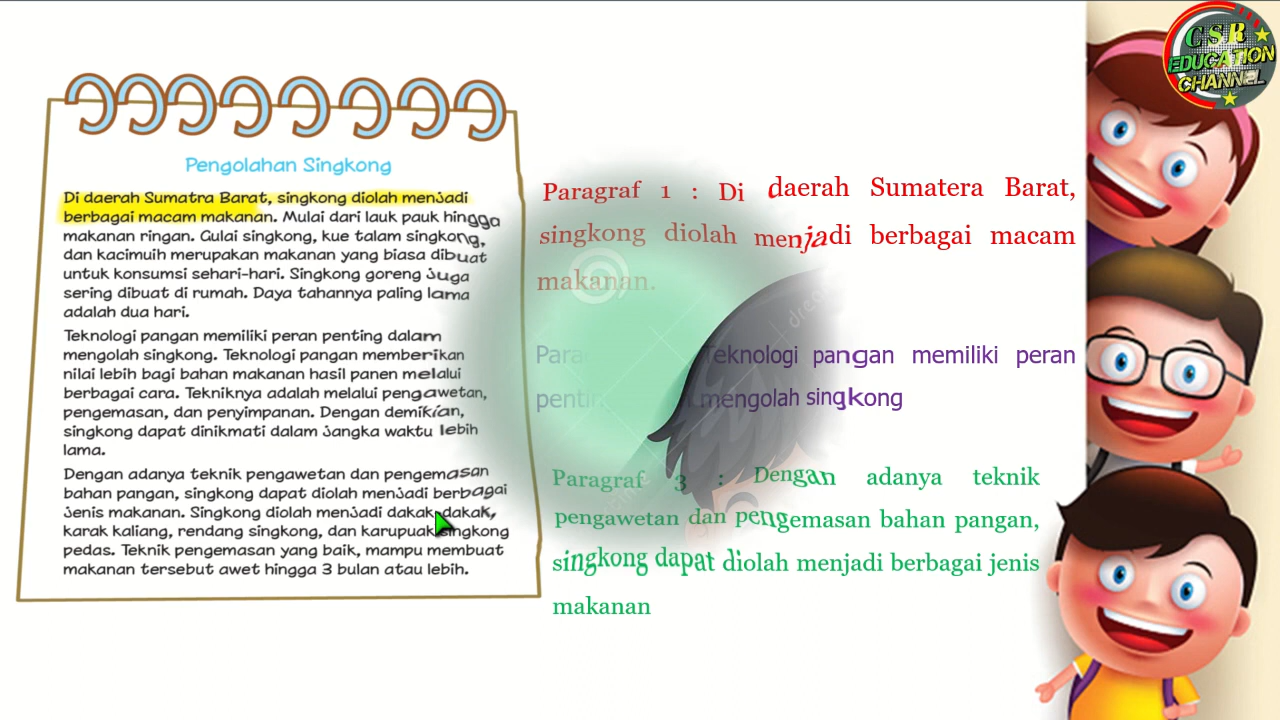 CSR
EDUCATION
CHANNEL
Pengolahan Singkong
Di daerah Sumatra Barat, singkong diolah menjadi
berbagai macam makanan. Mulai dari lauk pauk hingga
makanan ringan. Gulai singkong, kue talam singkong,
dan kacimuih merupakan makanan yang biasa dibuat
untuk konsumsi sehari-hari. Singkong goreng juga
sering dibuat di rumah. Daya tahannya paling lama
adalah dua hari.
Teknologi pangan memiliki peran penting dalam
mengolah singkong. Teknologi pangan memberikan
nilai lebih bagi bahan makanan hasil panen melalui
berbagai cara. Tekniknya adalah melalui pengawetan,
pengemasan, dan penyimpanan. Dengan demikian,
singkong dapat dinikmati dalam jangka waktu lebih
lama.
Dengan adanya teknik pengawetan dan pengemasan
bahan pangan, singkong dapat diolah menjadi berbagai
jenis makanan. Singkong diolah menjadi dakak-dakak,
karak kaliang, rendang singkong, dan karupuak singkong
pedas. Teknik pengemasan yang baik, mampu membuat
makanan tersebut awet hingga 3 bulan atau lebih.
Paragraf 1 : Di daerah Sumatera Barat,
singkong diolah menjadi berbagai macam
makanan.
Teknologi pangan memiliki peran
mengolah singkong
Paragraf 3 : Dengan adanya teknik
pengawetan dan pengemasan bahan pangan,
singkong dapat diolah menjadi berbagai jenis
makanan